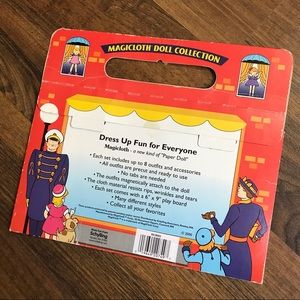 MAGICLOTH DOLL COLLECTION
Dress Up Fun for Everyone
Magicloth - a new kind of "Paper Doll"
• Each set includes up to 8 outfits and accessories
• All outfits are precut and ready to use
• No tabs are needed
• The outfits magnetically attach to the doll
• The cloth material resists rips, wrinkles and tears
• Each set comes with a 6" x 9" play board
• Many different styles
• Collect all your favorites
Schylling